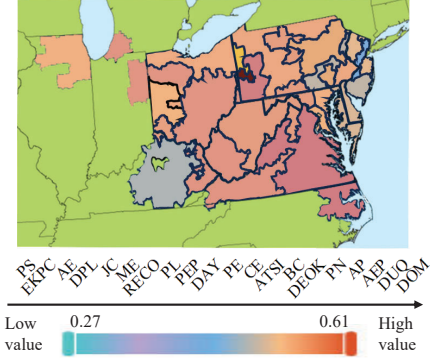 PS EKPC AE DPL JC ME RECO PL PEP DAY PE CE ATSI BC DEOK PN AP AEP DUQ DOM
Low value 0.27 0.61 High value